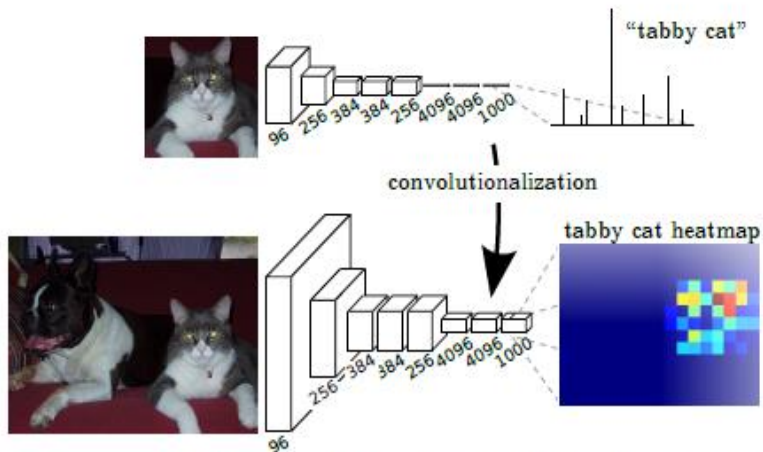 “tabby cat”
96 256 384 384 256 4096 4096 1000
convolutionalization
tabby cat heatmap
96 256 384 384 256 4096 4096 1000